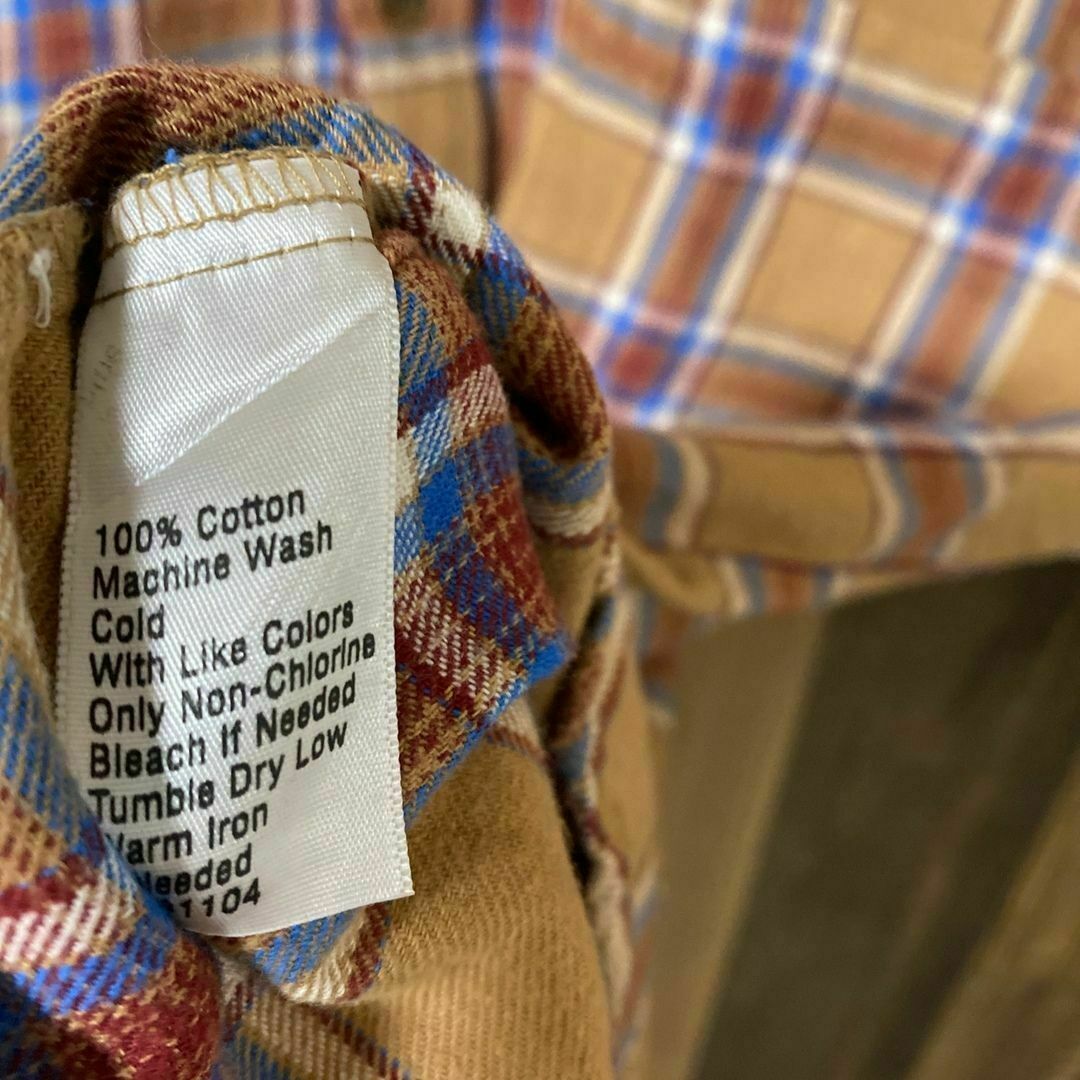 100% Cotton
Machine Wash
Cold
With Like Colors
Only Non-Chlorine
Bleach If Needed
Tumble Dry Low
Warm Iron
Needed
1104